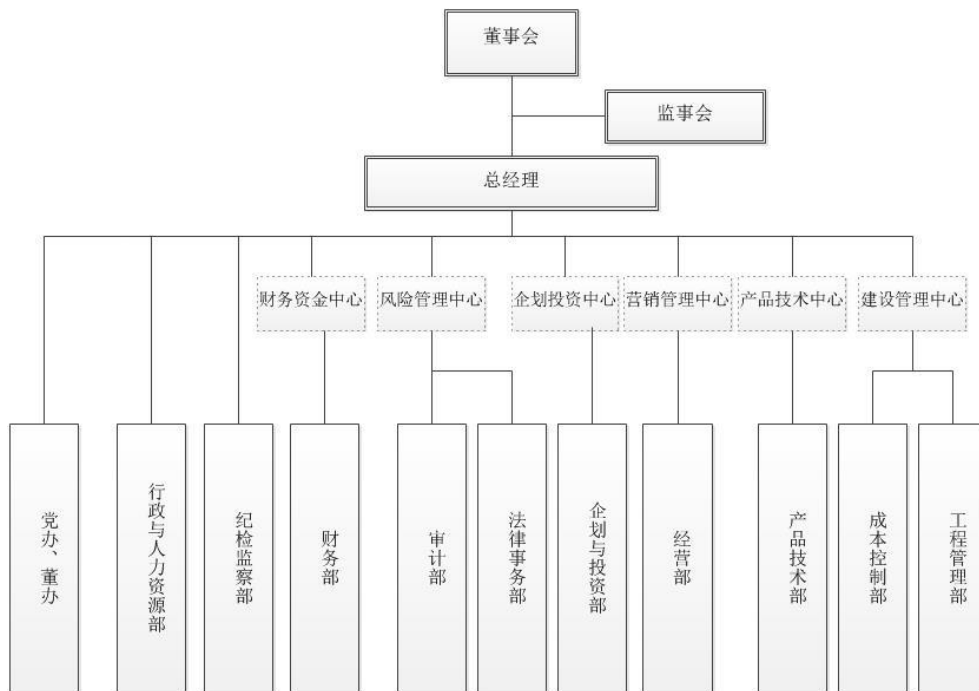 董事会
监事会
总经理
财务资金中心
风险管理中心
企划投资中心
营销管理中心
产品技术中心
建设管理中心
党办、董办
行政与人力资源部
纪检监察部
财务部
审计部
法律事务部
企划与投资部
经营部
产品技术部
成本控制部
工程管理部